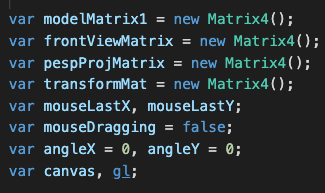 var modelMatrix1 = new Matrix4();
var frontViewMatrix = new Matrix4();
var pespProjMatrix = new Matrix4();
var transformMat = new Matrix4();
var mouseLastX, mouseLastY;
var mouseDragging = false;
var angleX = 0, angleY = 0;
var canvas, gl;